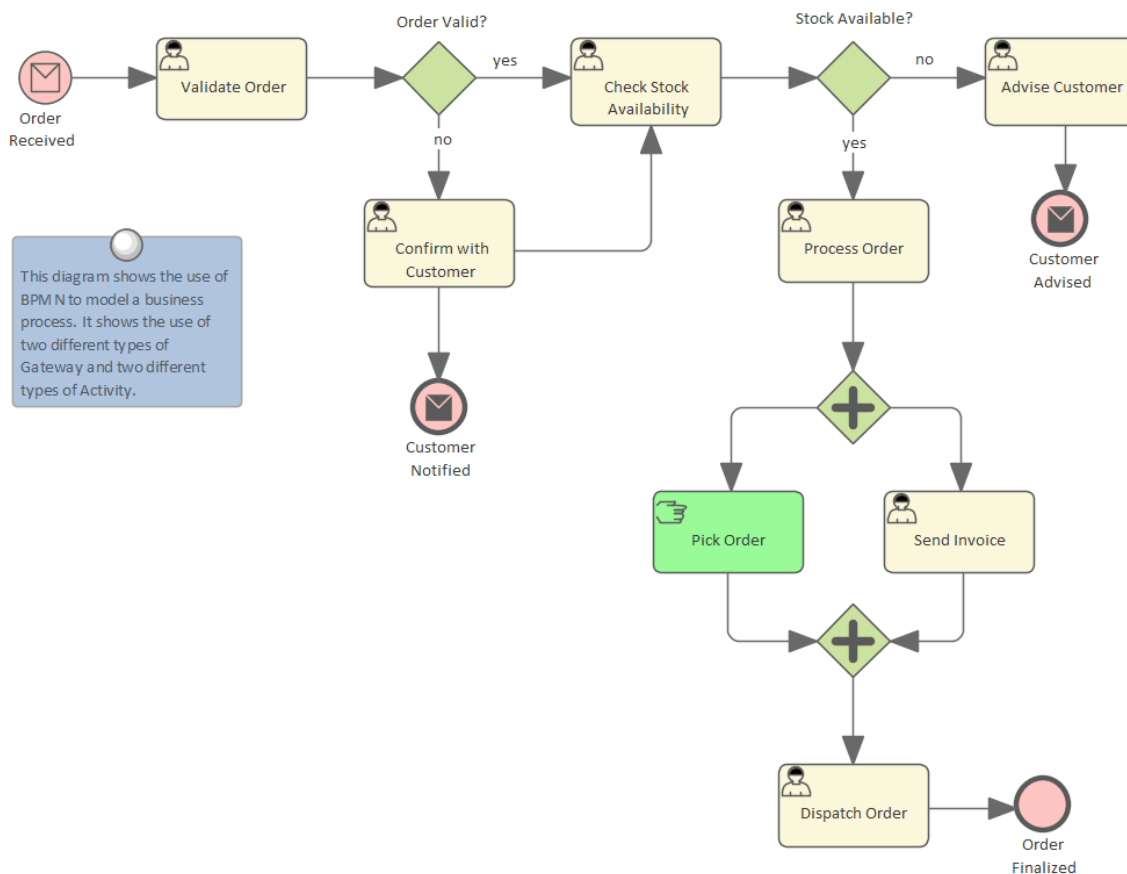 Order Valid?
Stock Available?
Validate Order
yes
Check Stock
Availability
no
Advise Customer
Order
Received
no
yes
Confirm with
Customer
Process Order
Customer
Advised
This diagram shows the use of
BPMN to model a business
process. It shows the use of
two different types of
Gateway and two different
types of Activity.
Customer
Notified
Pick Order
Send Invoice
Dispatch Order
Order
Finalized